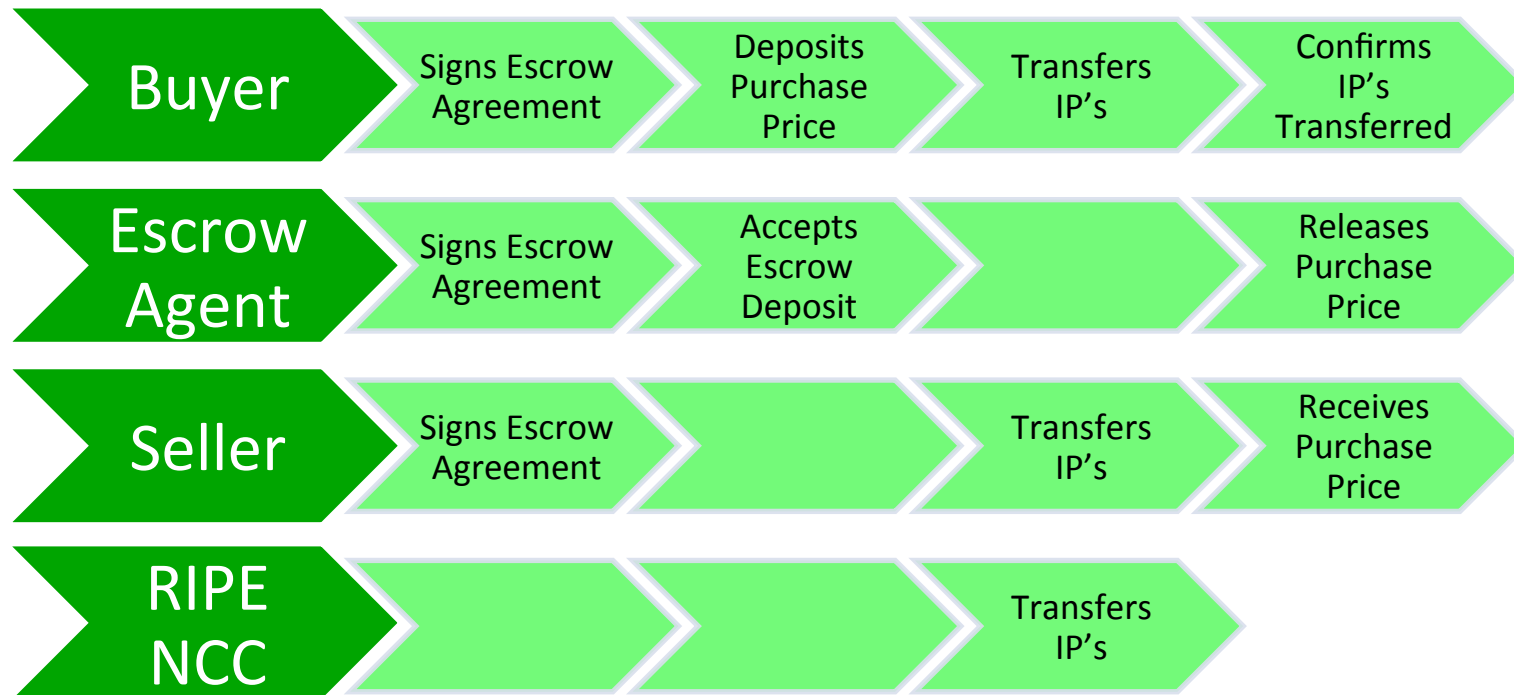 Buyer
Signs Escrow
Agreement
Deposits
Purchase
Price
Transfers
IP’s
Confirms
IP’s
Transferred
Escrow
Agent
Signs Escrow
Agreement
Accepts
Escrow
Deposit
Releases
Purchase
Price
Seller
Signs Escrow
Agreement
Transfers
IP’s
Receives
Purchase
Price
RIPE
NCC
Transfers
IP’s